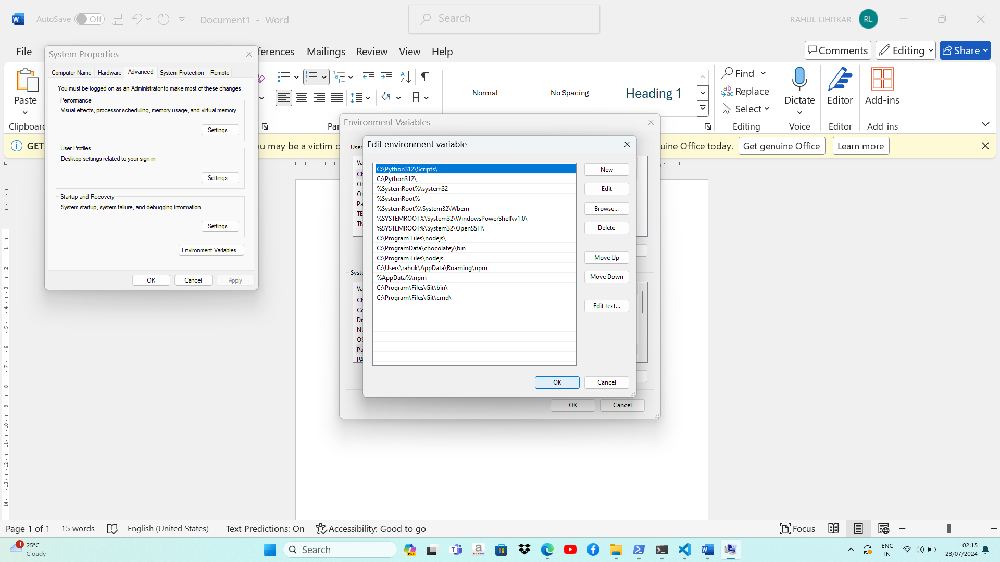 AutoSave Off Document1 - Word Search RAHUL LIHITKAR RL
File ferences Mailings Review View Help Comments Editing Share
System Properties
Computer Name Hardware Advanced System Protection Remote
You must be logged on as an Administrator to make most of these changes.
Performance
Visual effects, processor scheduling, memory usage, and virtual memory
Settings...
User Profiles
Desktop settings related to your sign-in
Settings...
Startup and Recovery
System startup, system failure, and debugging information
Settings...
Environment Variables...
OK Cancel Apply
Paste
Clipboard
Par
Normal No Spacing Heading 1
Find
Replace
Select
Editing
Dictate
Voice
Editor
Editor
Add-ins
Add-ins
GET ou may be a victim c uine Office today. Get genuine Office Learn more
Environment Variables
User
Va
Ch
On
On
Pa
TE
TN
Syste
Va
Ch
Co
Dr
NU
OS
Pa
PA
OK Cancel
Edit environment variable
C:\Python312\Scripts\
C:\Python312\
%SystemRoot%\system32
%SystemRoot%
%SystemRoot%\System32\Wbem
%SYSTEMROOT%\System32\WindowsPowerShell\v1.0\
%SYSTEMROOT%\System32\OpenSSH\
C:\Program Files\nodejs\
C:\ProgramData\chocolatey\bin
C:\Program Files\nodejs
C:\Users\rahuk\AppData\Roaming\npm
%AppData%\npm
C:\Program\Files\Git\bin\
C:\Program\Files\Git\cmd\
New
Edit
Browse...
Delete
Move Up
Move Down
Edit text...
OK Cancel
Page 1 of 1 15 words English (United States) Text Predictions: On Accessibility: Good to go Focus
1 25°C
Cloudy
Search
PRE
ENG
IN
02:15
23/07/2024